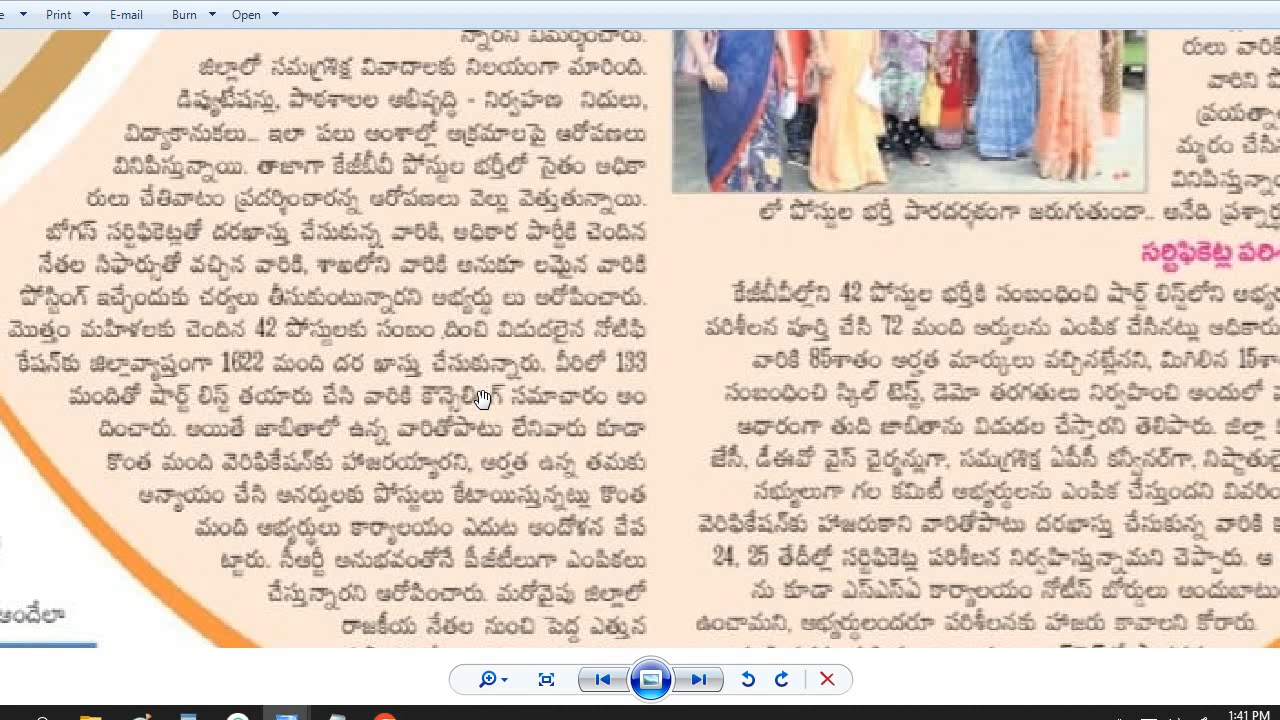 Print
E-mail
Burn
Open
న్నారని విమర్శించారు.
జిల్లాలో సమగ్రశిక్ష వివాదాలకు నిలయంగా మారింది.
డిప్యుటేషన్లు, పాఠశాలల అభివృద్ధి - నిర్వహణ నిధులు,
విద్యాకానుకలు... ఇలా పలు అంశాల్లో అక్రమాలపై ఆరోపణలు
వినిపిస్తున్నాయి. తాజాగా కేజీబీవీ పోస్టుల భర్తీలో సైతం అధికా
రులు చేతివాటం ప్రదర్శించారన్న ఆరోపణలు వెల్లు వెత్తుతున్నాయి.
బోగస్ సర్టిఫికెట్లతో దరఖాస్తు చేసుకున్న వారికి, అధికార పార్టీకి చెందిన
నేతల సిఫార్సుతో వచ్చిన వారికి, శాఖలోని వారికి అనుకూ లమైన వారికి
పోస్టింగ్ ఇచ్చేందుకు చర్యలు తీసుకుంటున్నారని అభ్యర్థు లు ఆరోపించారు.
మొత్తం మహిళలకు చెందిన 42 పోస్టులకు సంబం ధించి విడుదలైన నోటిఫి
కేషన్‌కు జిల్లావ్యాప్తంగా 1622 మంది దర ఖాస్తు చేసుకున్నారు. వీరిలో 133
మందితో షార్ట్ లిస్ట్ తయారు చేసి వారికి కౌన్సెలింగ్ సమాచారం అం
దించారు. అయితే జాబితాలో ఉన్న వారితోపాటు లేనివారు కూడా
కొంత మంది వెరిఫికేషన్‌కు హాజరయ్యారని, అర్హత ఉన్న తమకు
అన్యాయం చేసి అనర్హులకు పోస్టులు కేటాయిస్తున్నట్లు కొంత
మంది అభ్యర్థులు కార్యాలయం ఎదుట ఆందోళన చేప
ట్టారు. సీఆర్టీ అనుభవంతోనే పీజీటీలుగా ఎంపికలు
చేస్తున్నారని ఆరోపించారు. మరోవైపు జిల్లాలో
రాజకీయ నేతల నుంచి పెద్ద ఎత్తున
అందేలా
రులు వారికి
వారిని
ప్రయత్నా
మ్మరం చేసి
వినిపిస్తున్నా
లో పోస్టుల భర్తీ పారదర్శకంగా జరుగుతుందా.. అనేది
సర్టిఫికెట్ల పరి
కేజీబీవీల్లోని 42 పోస్టుల భర్తీకి సంబంధించి షార్ట్ లిస్ట్‌లోని అభ్య
పరిశీలన పూర్తి చేసి 72 మంది అర్హులను ఎంపిక చేసినట్లు అధికారు
వారికి 85శాతం అర్హత మార్కులు వచ్చినట్లేనని, మిగిలిన 15శా
సంబంధించి స్కిల్ టెస్ట్, డెమో తరగతులు నిర్వహించి అందులో
ఆధారంగా తుది జాబితాను విడుదల చేస్తారని తెలిపారు. జిల్లా
జేసీ, డీఈవో వైస్ చైర్మన్లుగా, సమగ్రశిక్ష ఏపీసీ కన్వీనర్‌గా, నిష్ణాతులై
సభ్యులుగా గల కమిటీ అభ్యర్థులను ఎంపిక చేస్తుందని వివరిం
వెరిఫికేషన్‌కు హాజరుకాని వారితోపాటు దరఖాస్తు చేసుకున్న వారికి
24, 25 తేదీల్లో సర్టిఫికెట్ల పరిశీలన నిర్వహిస్తున్నామని చెప్పారు. ఆ
ను కూడా ఎస్ఎస్ఏ కార్యాలయం నోటీస్ బోర్డులు అందుబాటు
ఉంచామని, అభ్యర్థులందరూ పరిశీలనకు హాజరు కావాలని కోరారు.
1:41 PM